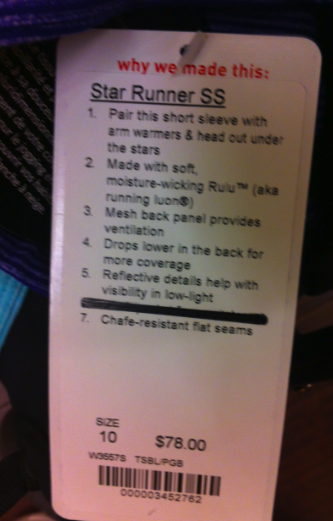 why we made this:
Star Runner SS
1. Pair this short sleeve with
arm warmers & head out under
the stars
2. Made with soft,
moisture-wicking Rulu™ (aka
running luon®)
3. Mesh back panel provides
ventilation
4. Drops lower in the back for
more coverage
5. Reflective details help with
visibility in low-light
7. Chafe-resistant flat seams
SIZE
10 $78.00
W3557S TSBL/PGB
000003452762